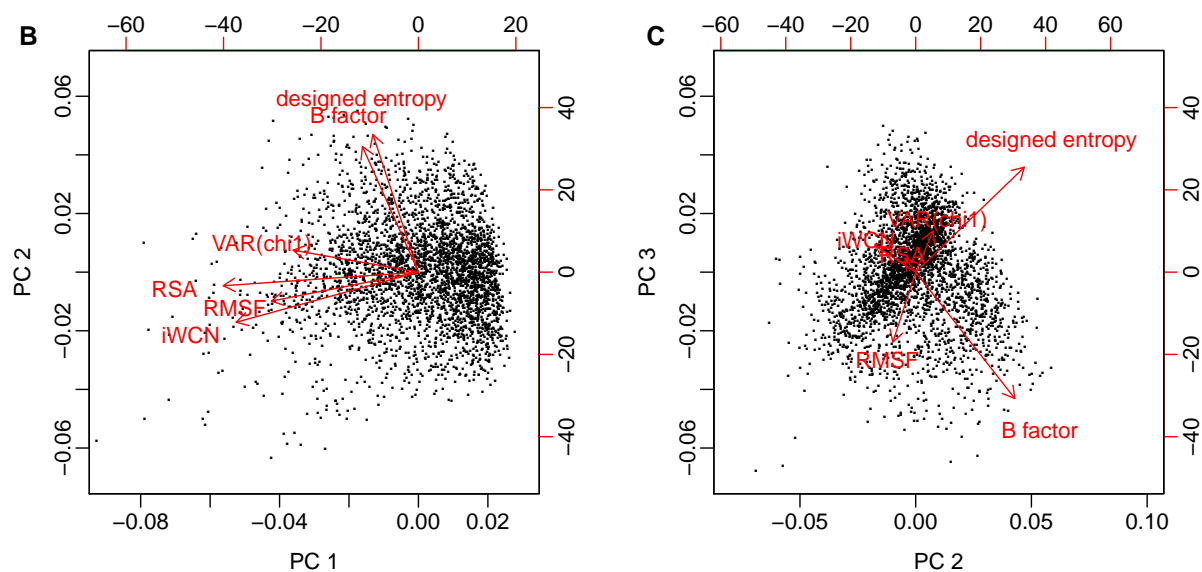 B
−60 −40 −20 0 20
designed entropy
B factor
VAR(chi1)
RSA
RMSF
iWCN
PC 2
0.06
0.02
−0.02
−0.06
40
20
0
−20
−40
−0.08 −0.04 0.00 0.02
PC 1
C
−60 −40 −20 0 20 40 60
designed entropy
VAR(chi1)
iWCN
RSA
RMSF
B factor
PC 3
0.06
0.02
−0.02
−0.06
40
20
0
−20
−40
−0.05 0.00 0.05 0.10
PC 2